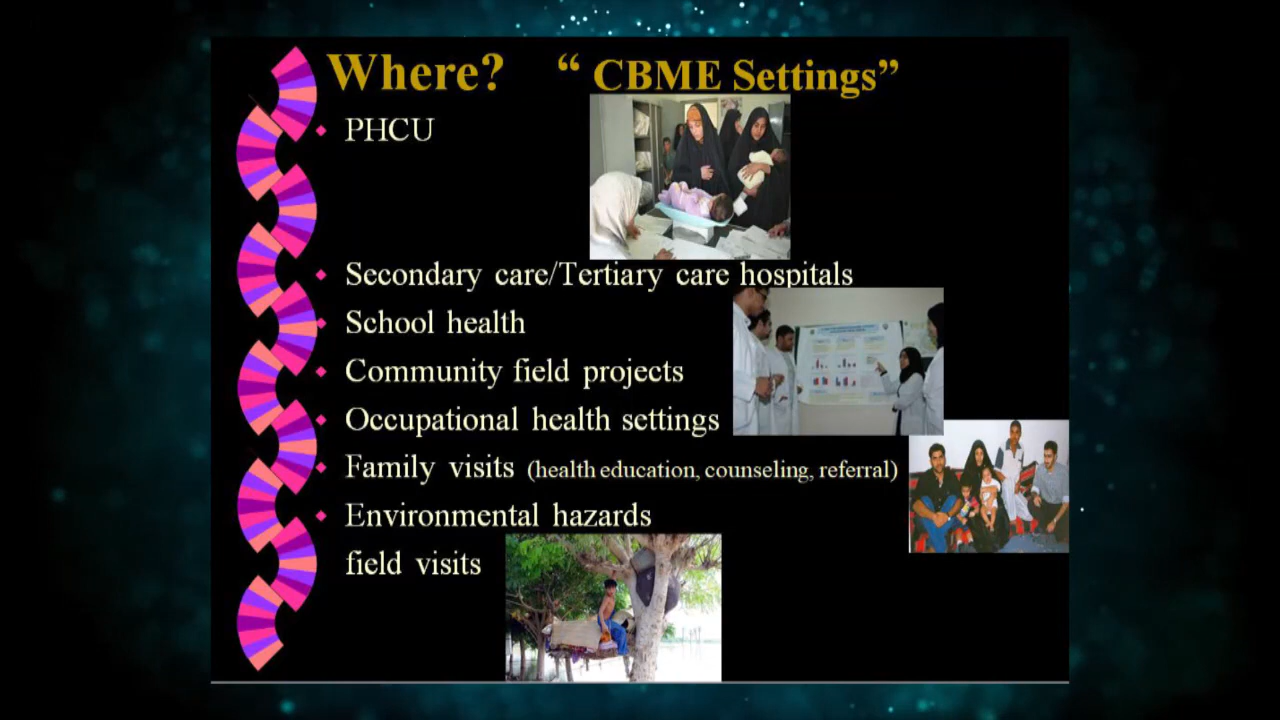 Where? “ CBME Settings”
PHCU
Secondary care/Tertiary care hospitals
School health
Community field projects
Occupational health settings
Family visits (health education, counseling, referral)
Environmental hazards
field visits